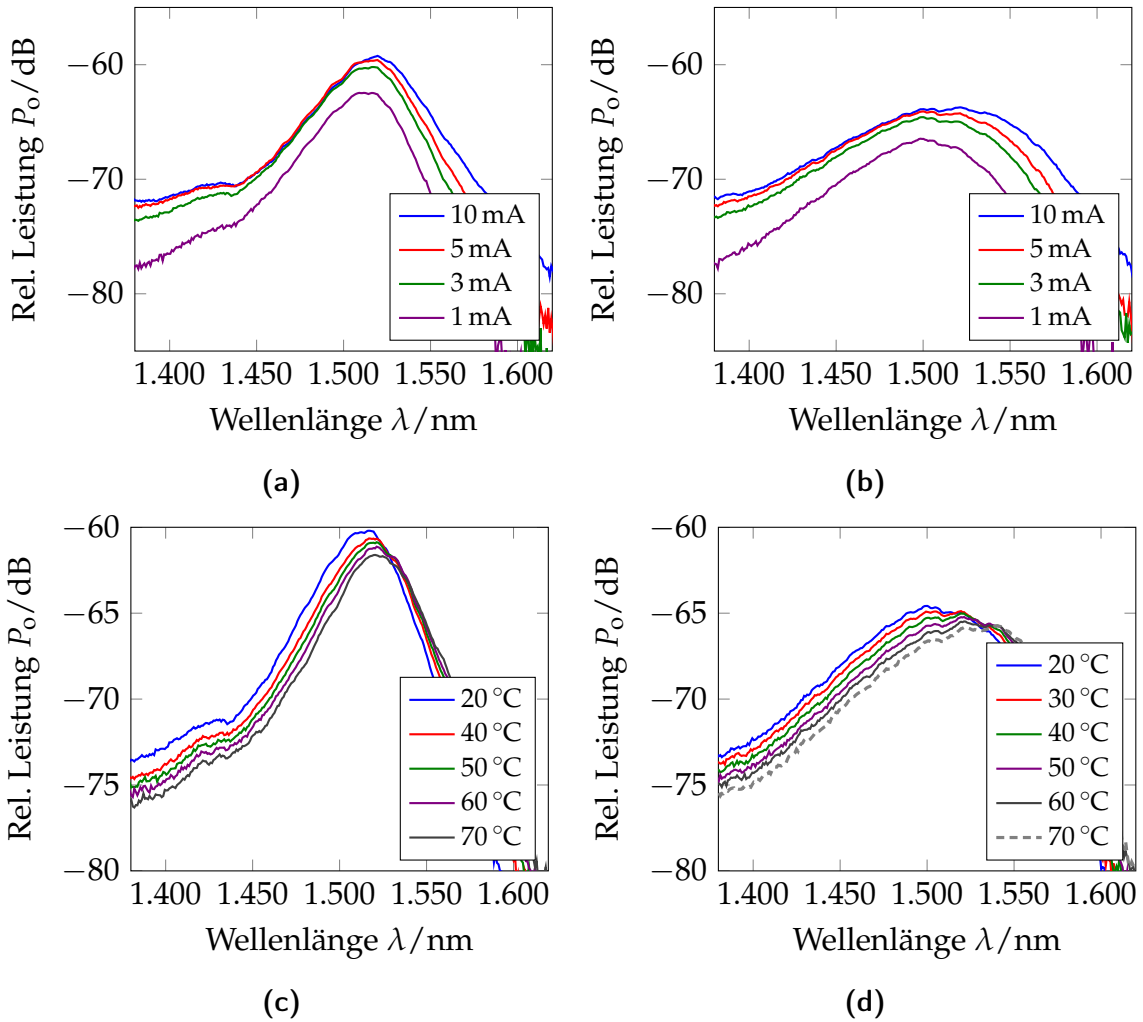 −60
−70
−80
Rel. Leistung Pₒ/dB
10 mA
5 mA
3 mA
1 mA
1.400 1.450 1.500 1.550 1.600
Wellenlänge λ/nm
(a)
−60
−70
−80
Rel. Leistung Pₒ/dB
10 mA
5 mA
3 mA
1 mA
1.400 1.450 1.500 1.550 1.600
Wellenlänge λ/nm
(b)
−60
−65
−70
−75
−80
Rel. Leistung Pₒ/dB
20 °C
40 °C
50 °C
60 °C
70 °C
1.400 1.450 1.500 1.550 1.600
Wellenlänge λ/nm
(c)
−60
−65
−70
−75
−80
Rel. Leistung Pₒ/dB
20 °C
30 °C
40 °C
50 °C
60 °C
70 °C
1.400 1.450 1.500 1.550 1.600
Wellenlänge λ/nm
(d)